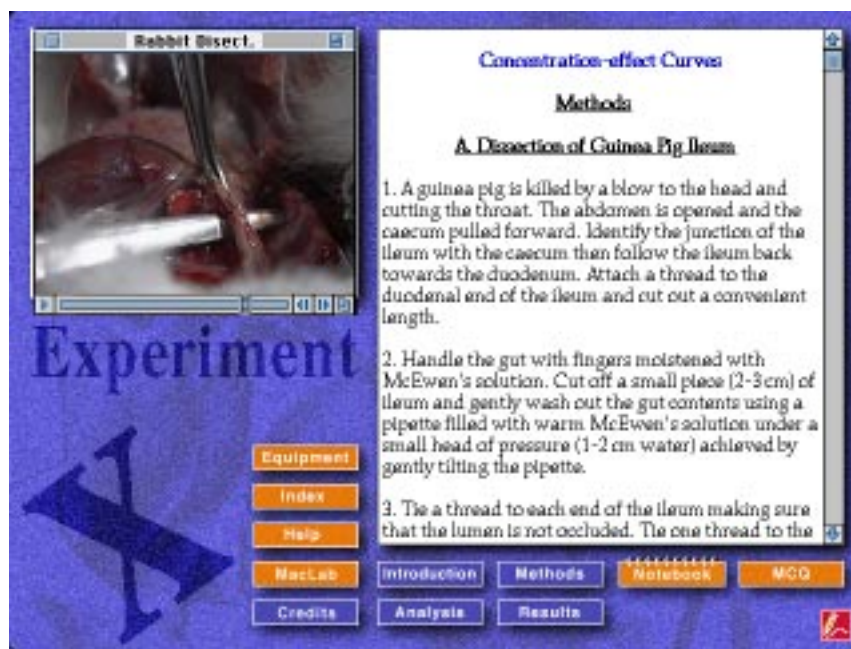 Rabbit Disect.
Concentration-effect Curves
Methods
A. Dissection of Guinea Pig Ileum
1. A guinea pig is killed by a blow to the head and
cutting the throat. The abdomen is opened and the
caecum pulled forward. Identify the junction of the
ileum with the caecum then follow the ileum back
towards the duodenum. Attach a thread to the
duodenal end of the ileum and cut out a convenient
length.
2. Handle the gut with fingers moistened with
McEwen's solution. Cut off a small piece (2-3 cm) of
ileum and gently wash out the gut contents using a
pipette filled with warm McEwen's solution under a
small head of pressure (1-2 cm water) achieved by
gently tilting the pipette.
3. Tie a thread to each end of the ileum making sure
that the lumen is not occluded. Tie one thread to the
Experiment
X
Equipment
Index
Help
MacLab
Introduction
Methods
Notebook
MCQ
Credits
Analysis
Results